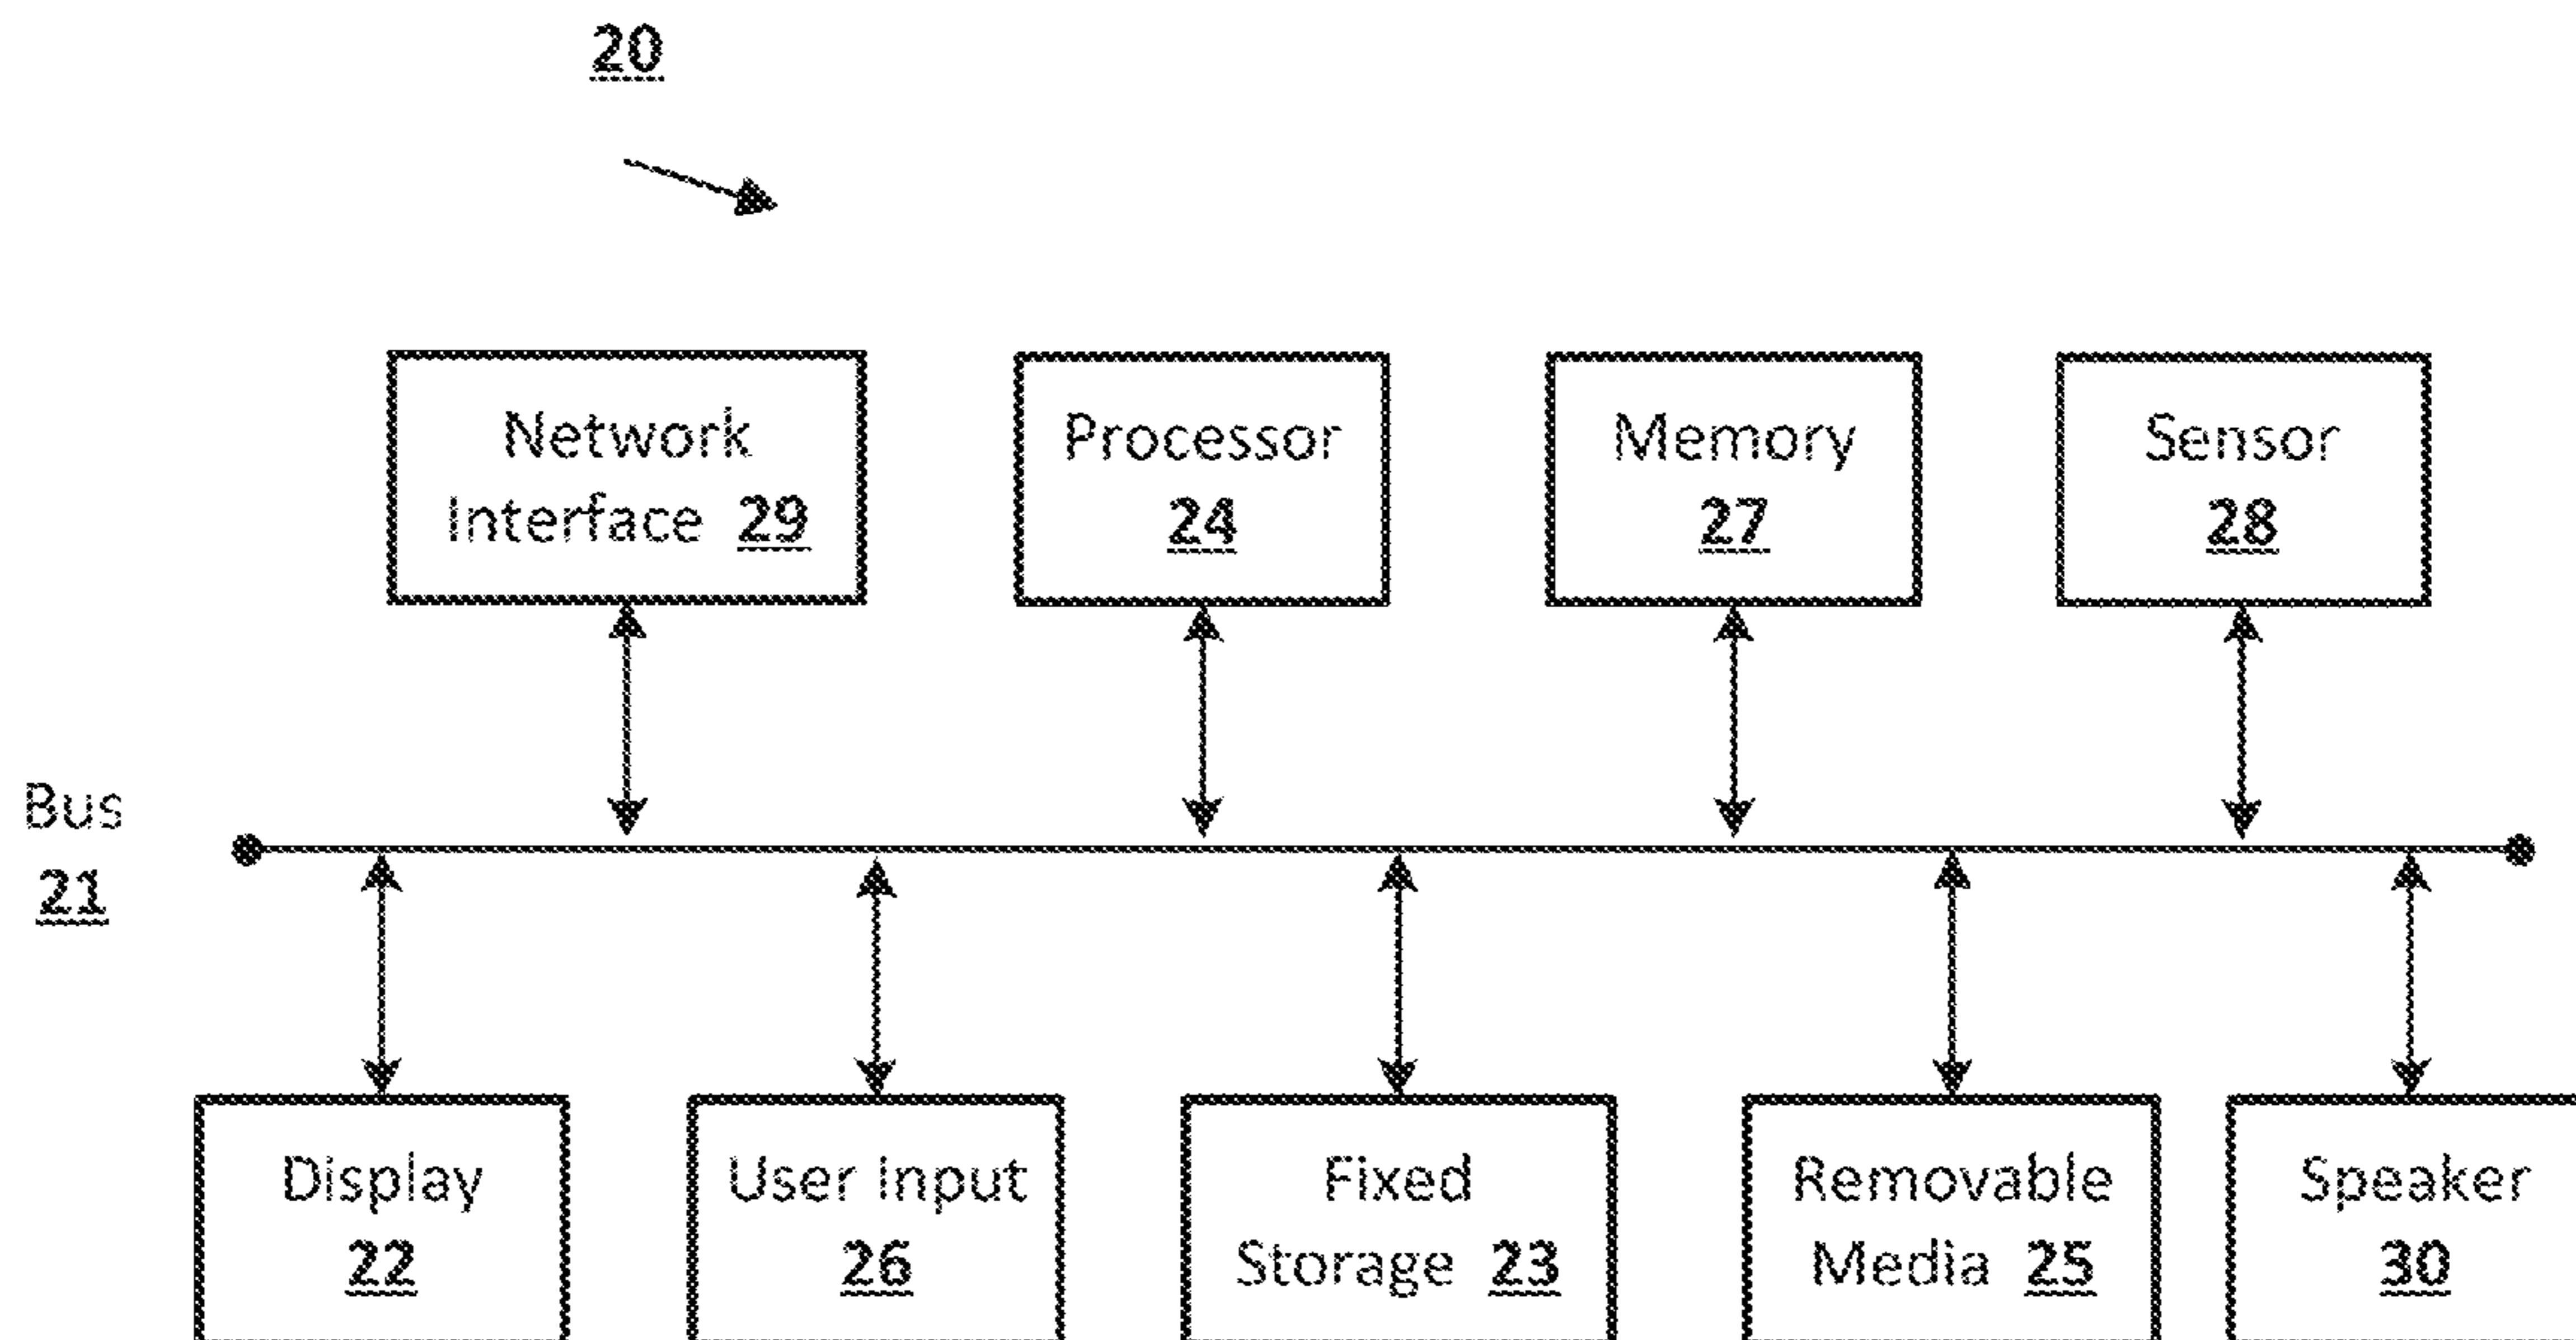 20
Network
Interface 29
Processor
24
Memory
27
Sensor
28
Bus
21
Display
22
User Input
26
Fixed
Storage 23
Removable
Media 25
Speaker
30